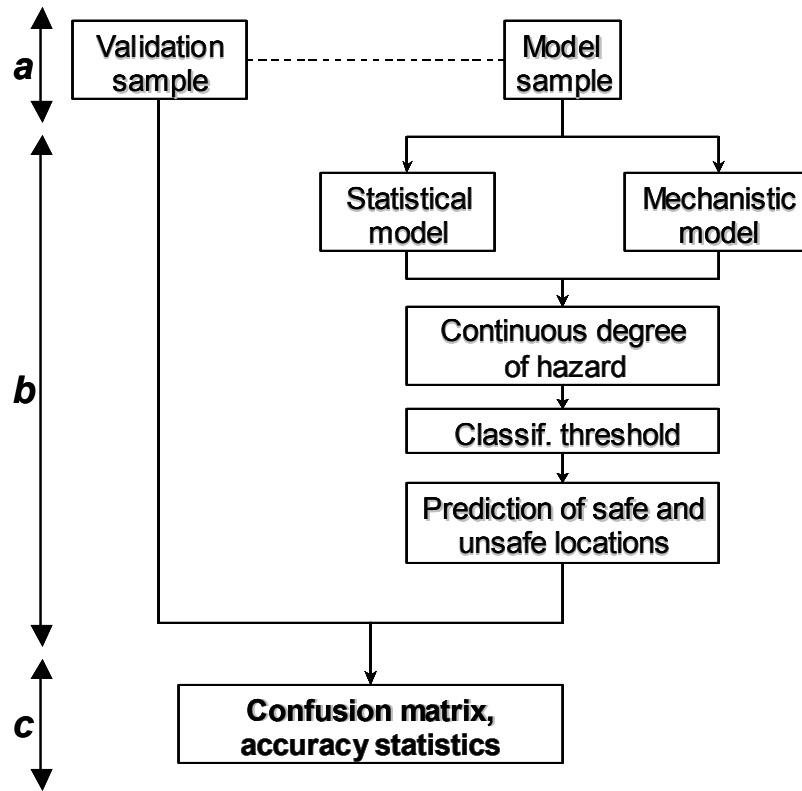 a
Validation
sample
Model
sample
b
Statistical
model
Mechanistic
model
Continuous degree
of hazard
Classif. threshold
Prediction of safe and
unsafe locations
c
Confusion matrix,
accuracy statistics